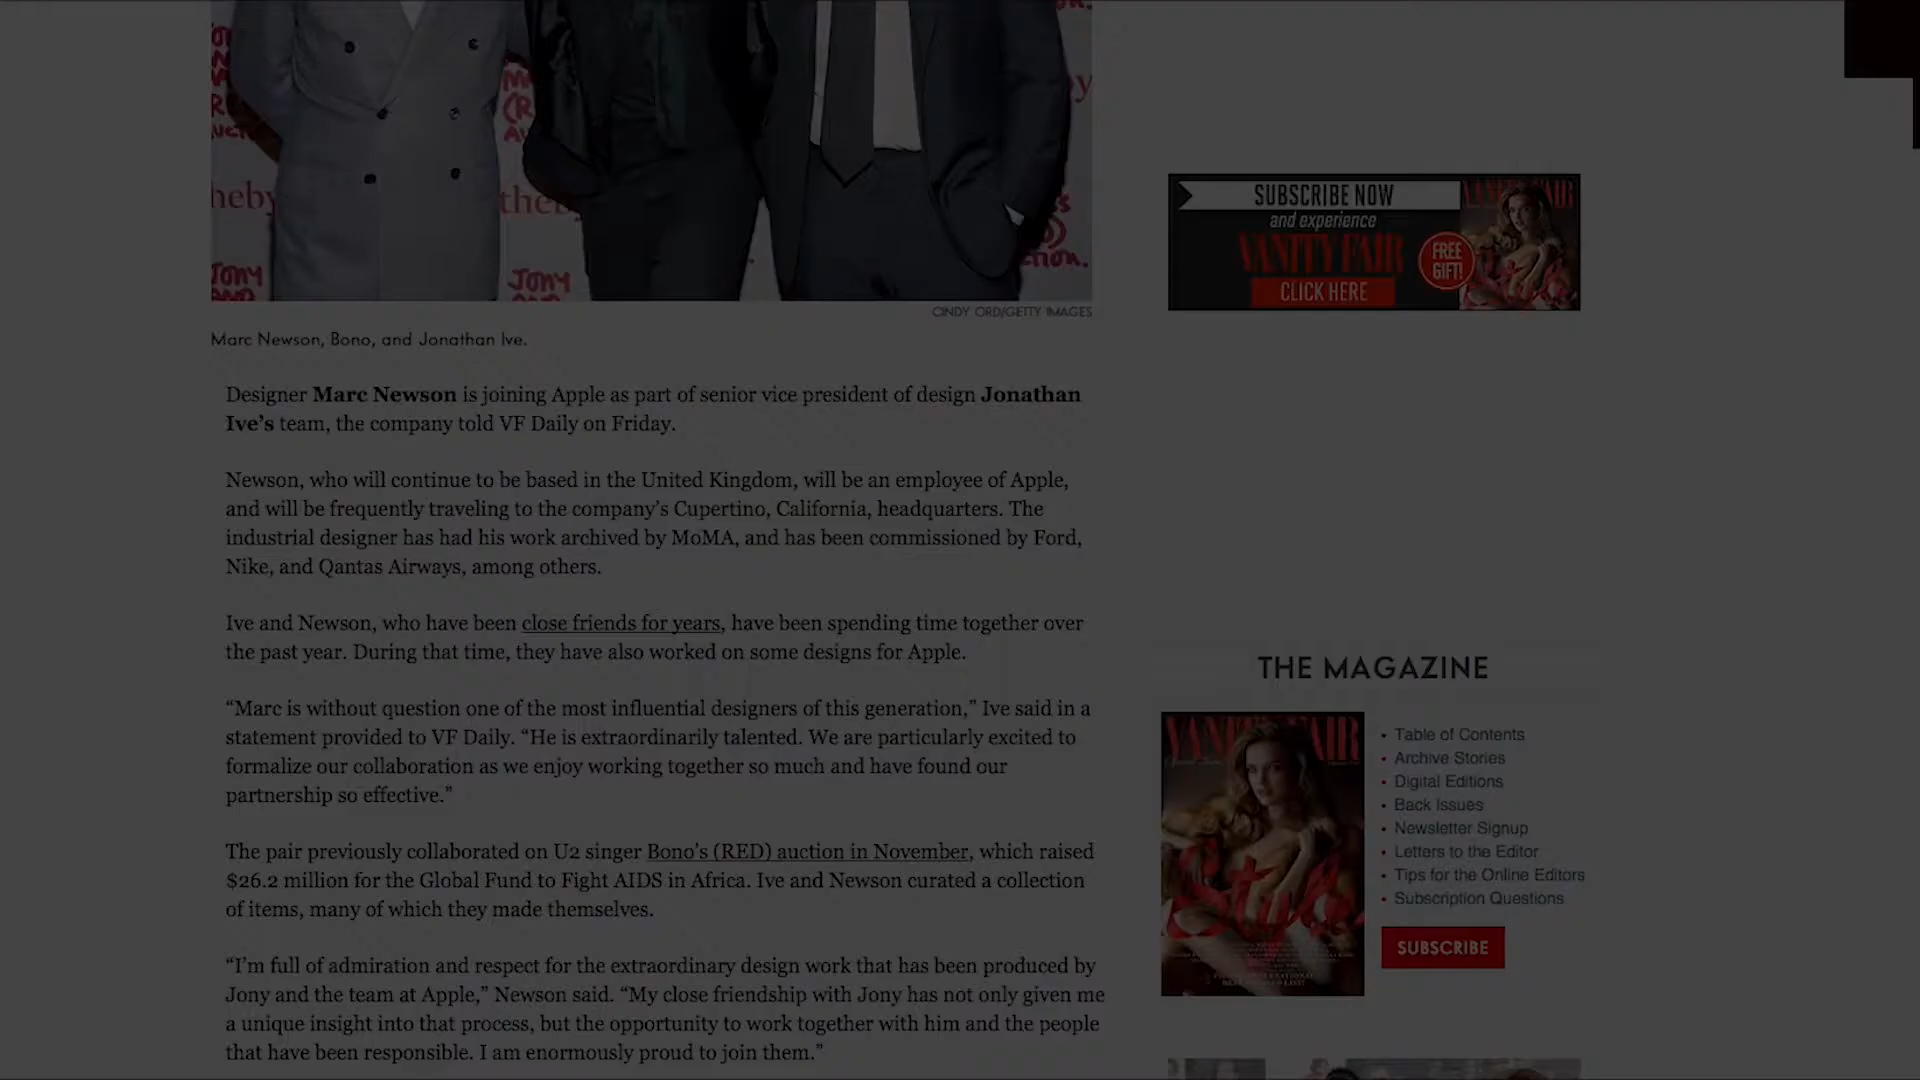 JONY
JONY
CINDY ORD/GETTY IMAGES
Marc Newson, Bono, and Jonathan Ive.
Designer Marc Newson is joining Apple as part of senior vice president of design Jonathan
Ive’s team, the company told VF Daily on Friday.
Newson, who will continue to be based in the United Kingdom, will be an employee of Apple,
and will be frequently traveling to the company’s Cupertino, California, headquarters. The
industrial designer has had his work archived by MoMA, and has been commissioned by Ford,
Nike, and Qantas Airways, among others.
Ive and Newson, who have been close friends for years, have been spending time together over
the past year. During that time, they have also worked on some designs for Apple.
“Marc is without question one of the most influential designers of this generation,” Ive said in a
statement provided to VF Daily. “He is extraordinarily talented. We are particularly excited to
formalize our collaboration as we enjoy working together so much and have found our
partnership so effective.”
The pair previously collaborated on U2 singer Bono’s (RED) auction in November, which raised
$26.2 million for the Global Fund to Fight AIDS in Africa. Ive and Newson curated a collection
of items, many of which they made themselves.
“I’m full of admiration and respect for the extraordinary design work that has been produced by
Jony and the team at Apple,” Newson said. “My close friendship with Jony has not only given me
a unique insight into that process, but the opportunity to work together with him and the people
that have been responsible. I am enormously proud to join them.”
SUBSCRIBE NOW
and experience
VANITY FAIR
FREE
GIFT!
CLICK HERE
THE MAGAZINE
VANITY FAIR
Style
• Table of Contents
• Archive Stories
• Digital Editions
• Back Issues
• Newsletter Signup
• Letters to the Editor
• Tips for the Online Editors
• Subscription Questions
SUBSCRIBE